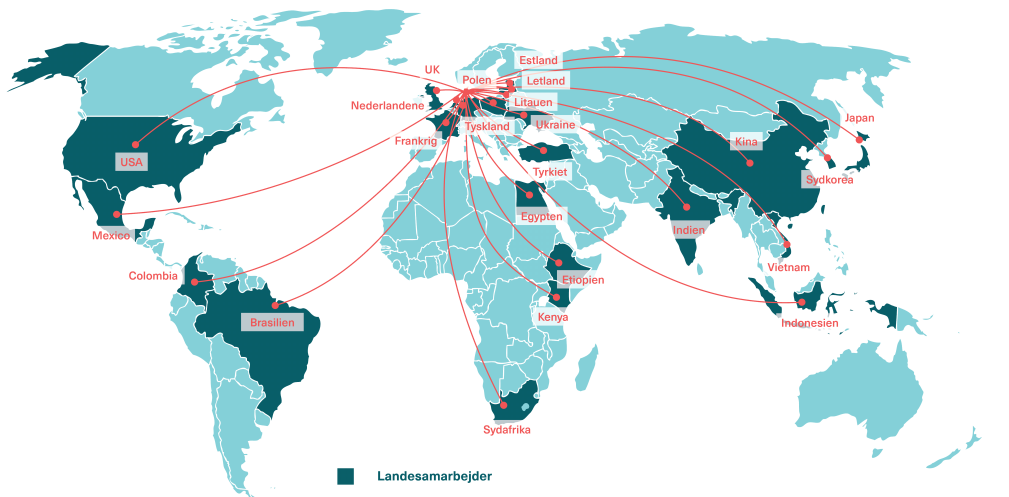 Estland
UK
Polen
Letland
Nederlandene
Litauen
Ukraine
Japan
Tyskland
Frankrig
Kina
USA
Tyrkiet
Sydkorea
Egypten
Indien
Mexico
Vietnam
Colombia
Etiopien
Kenya
Brasilien
Indonesien
Sydafrika
Landesamarbejder